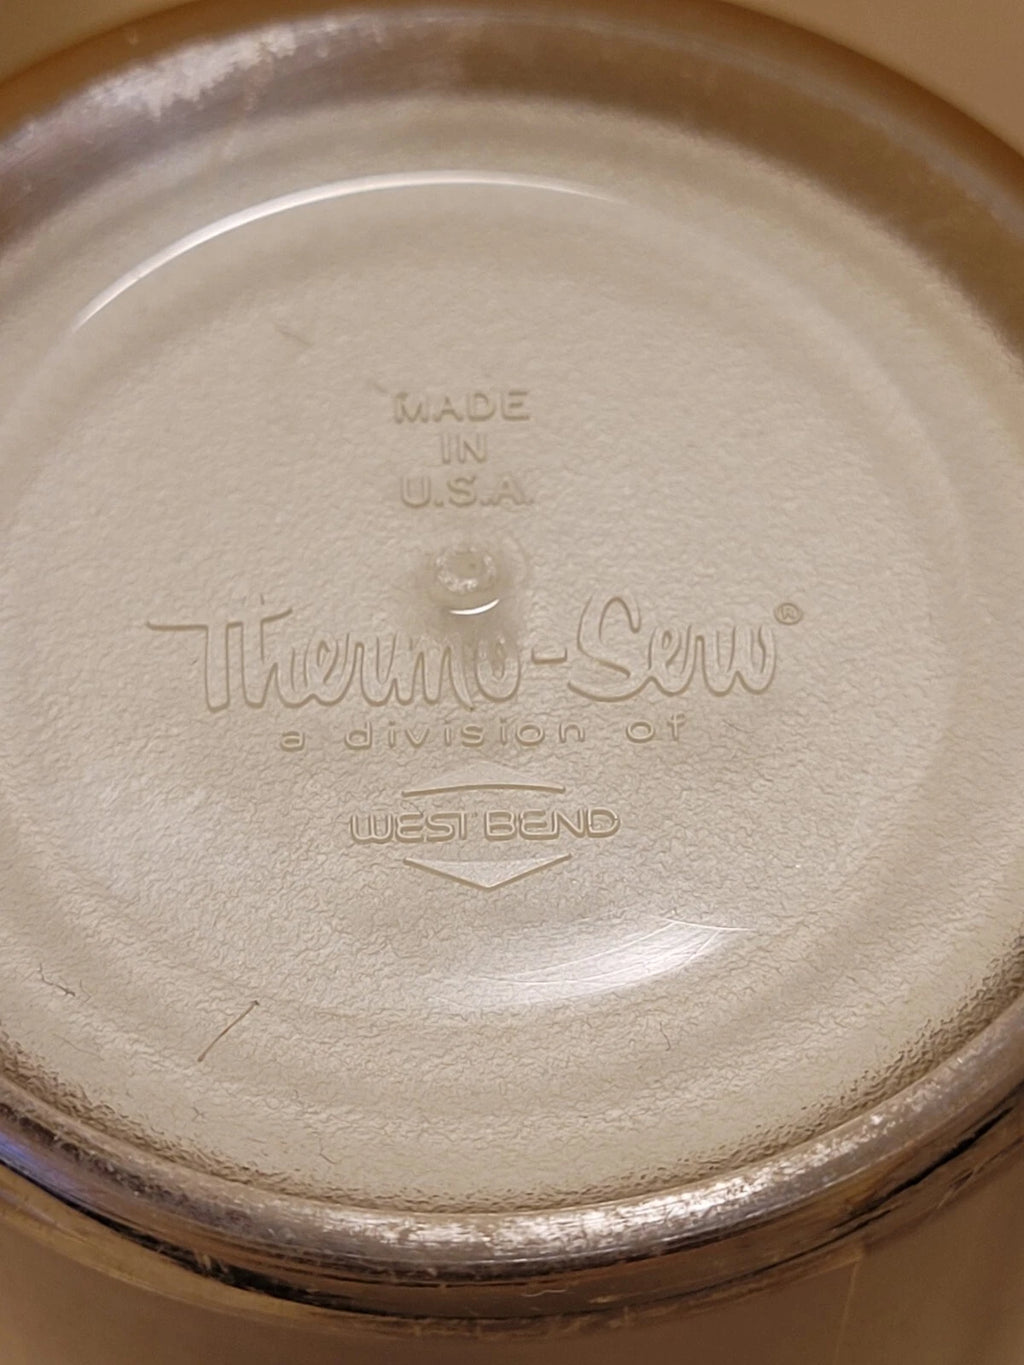 MADE
IN
U.S.A.
Thermo-Serv®
a division of
WEST BEND